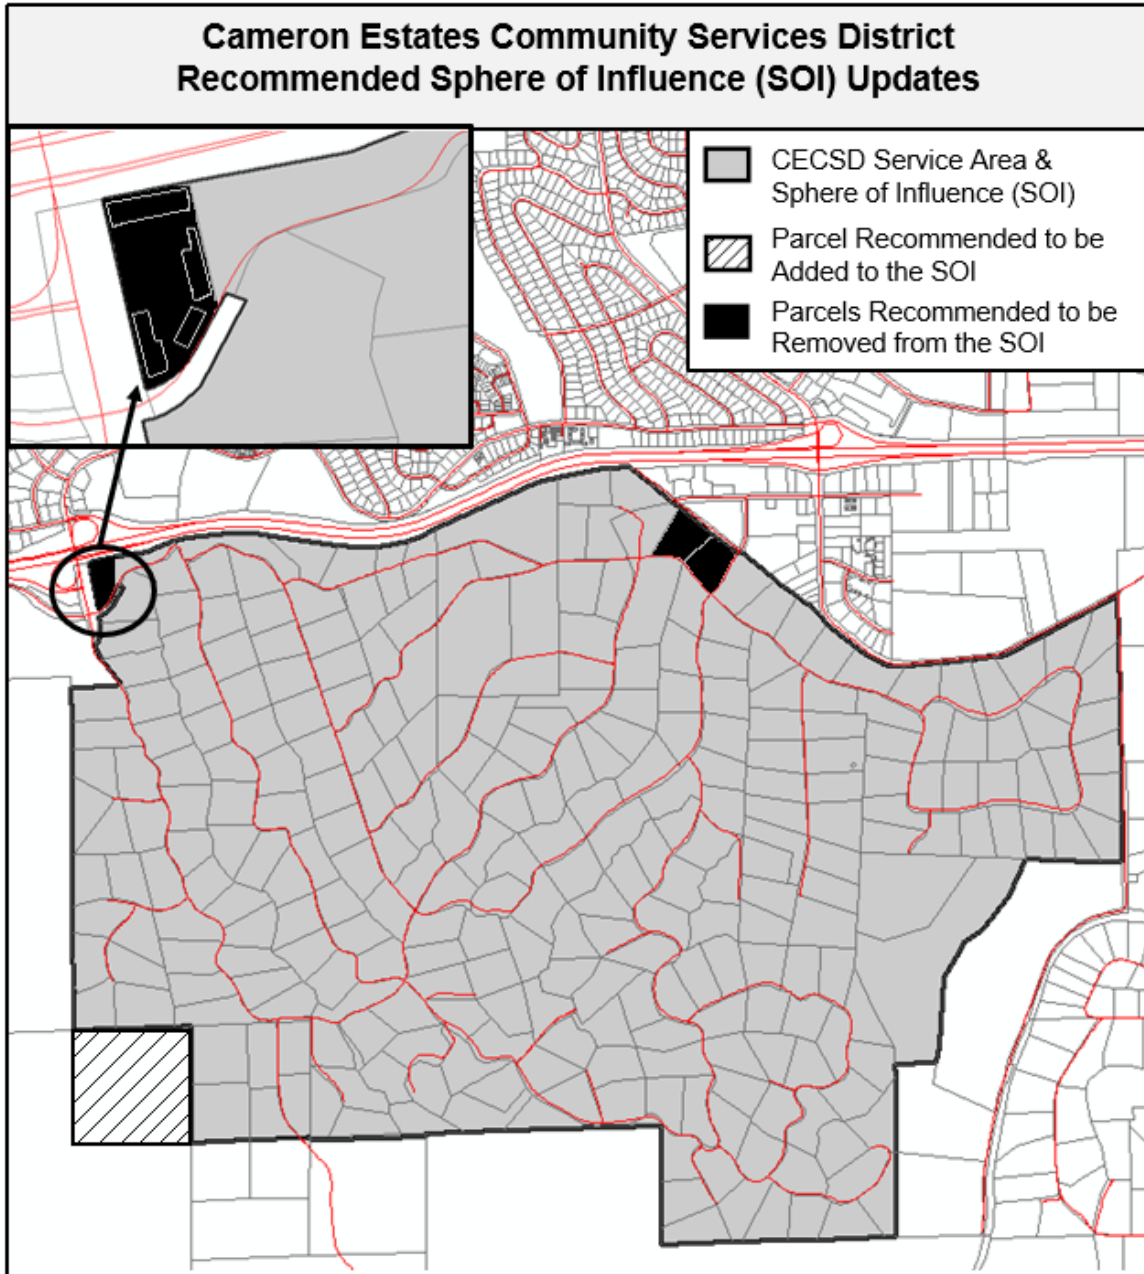 Cameron Estates Community Services District
Recommended Sphere of Influence (SOI) Updates
CECSD Service Area &
Sphere of Influence (SOI)
Parcel Recommended to be
Added to the SOI
Parcels Recommended to be
Removed from the SOI